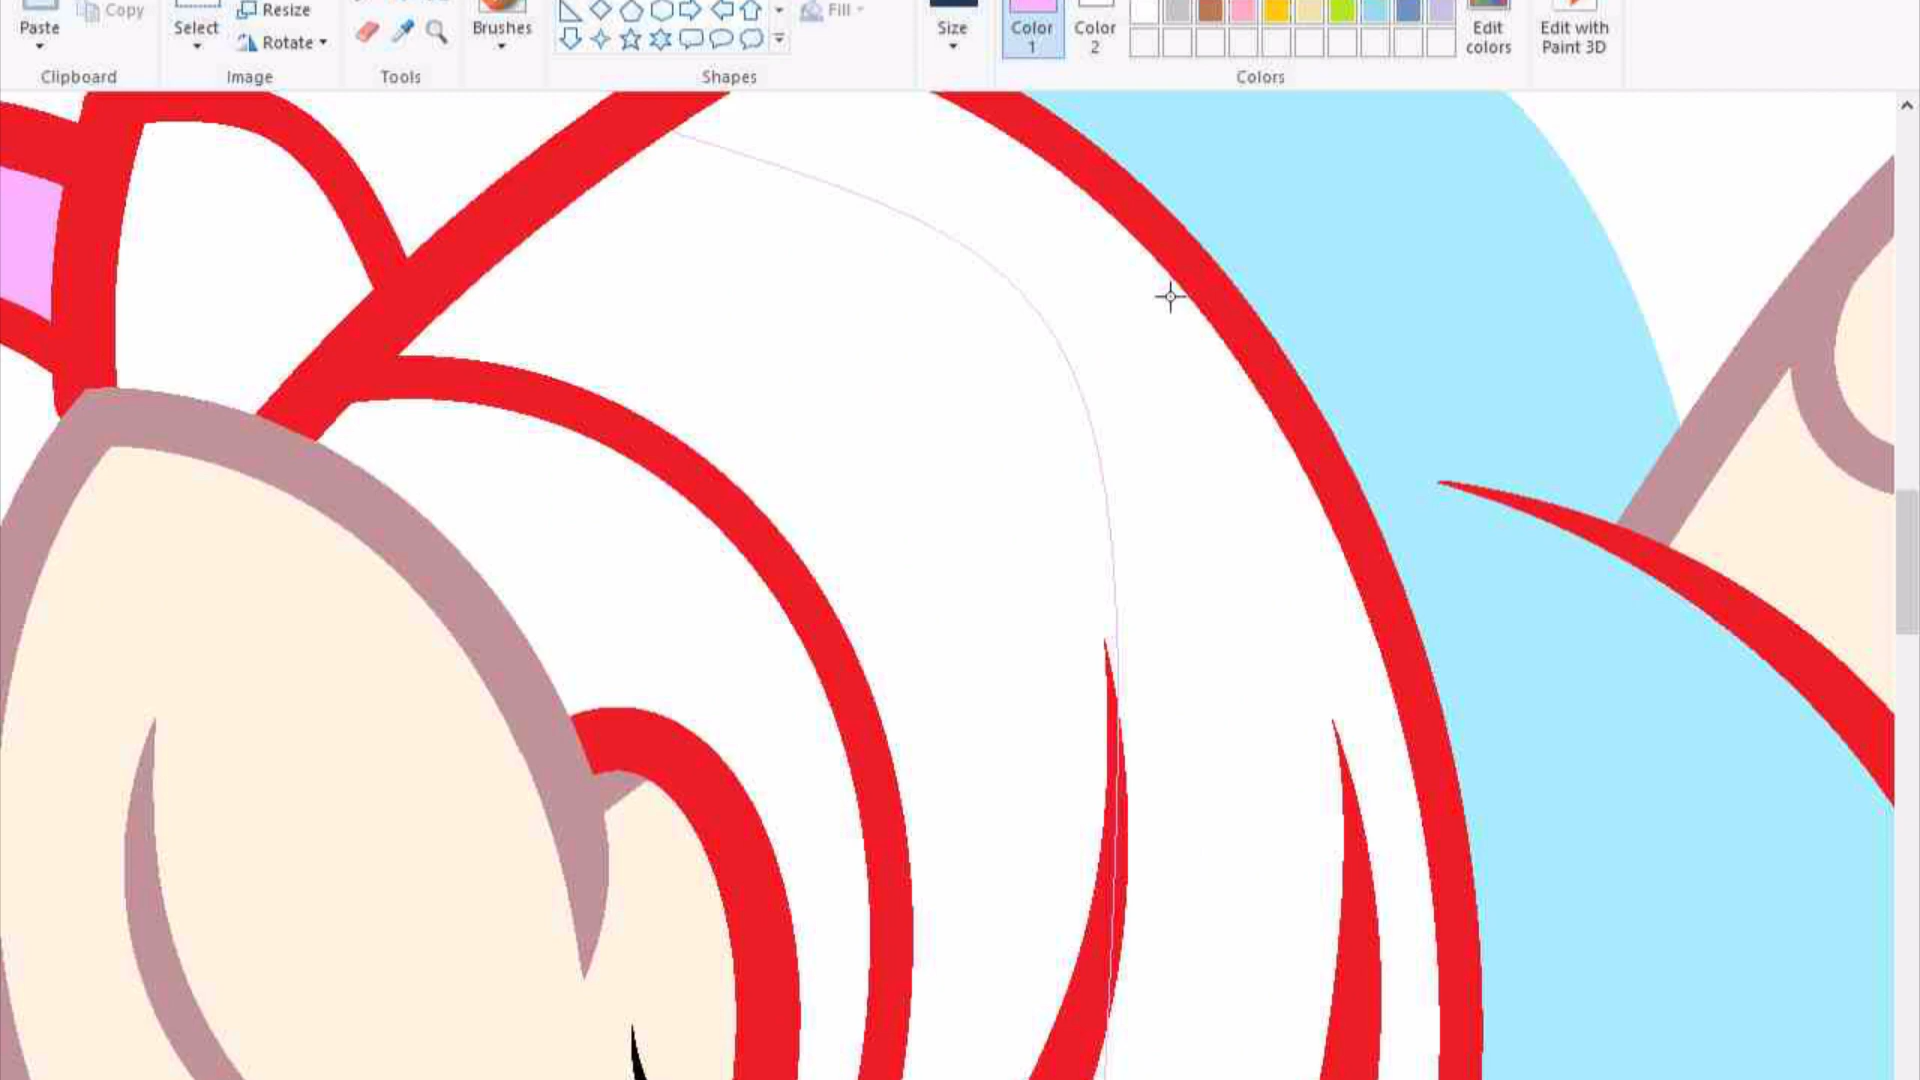 Paste
Copy
Select
Resize
Rotate
Brushes
Fill
Size
Color
1
Color
2
Edit
colors
Edit with
Paint 3D
Clipboard
Image
Tools
Shapes
Colors